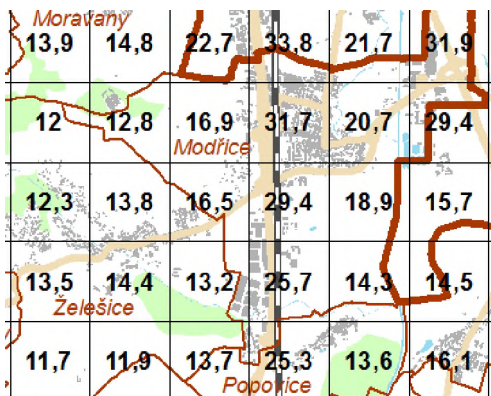 Moravany
13,9 14,8 22,7 33,8 21,7 31,9
12 12,8 16,9 31,7 20,7 29,4
Modřice
12,3 13,8 16,5 29,4 18,9 15,7
13,5 14,4 13,2 25,7 14,3 14,5
Želešice
11,7 11,9 13,7 25,3 13,6 16,1
Popovice